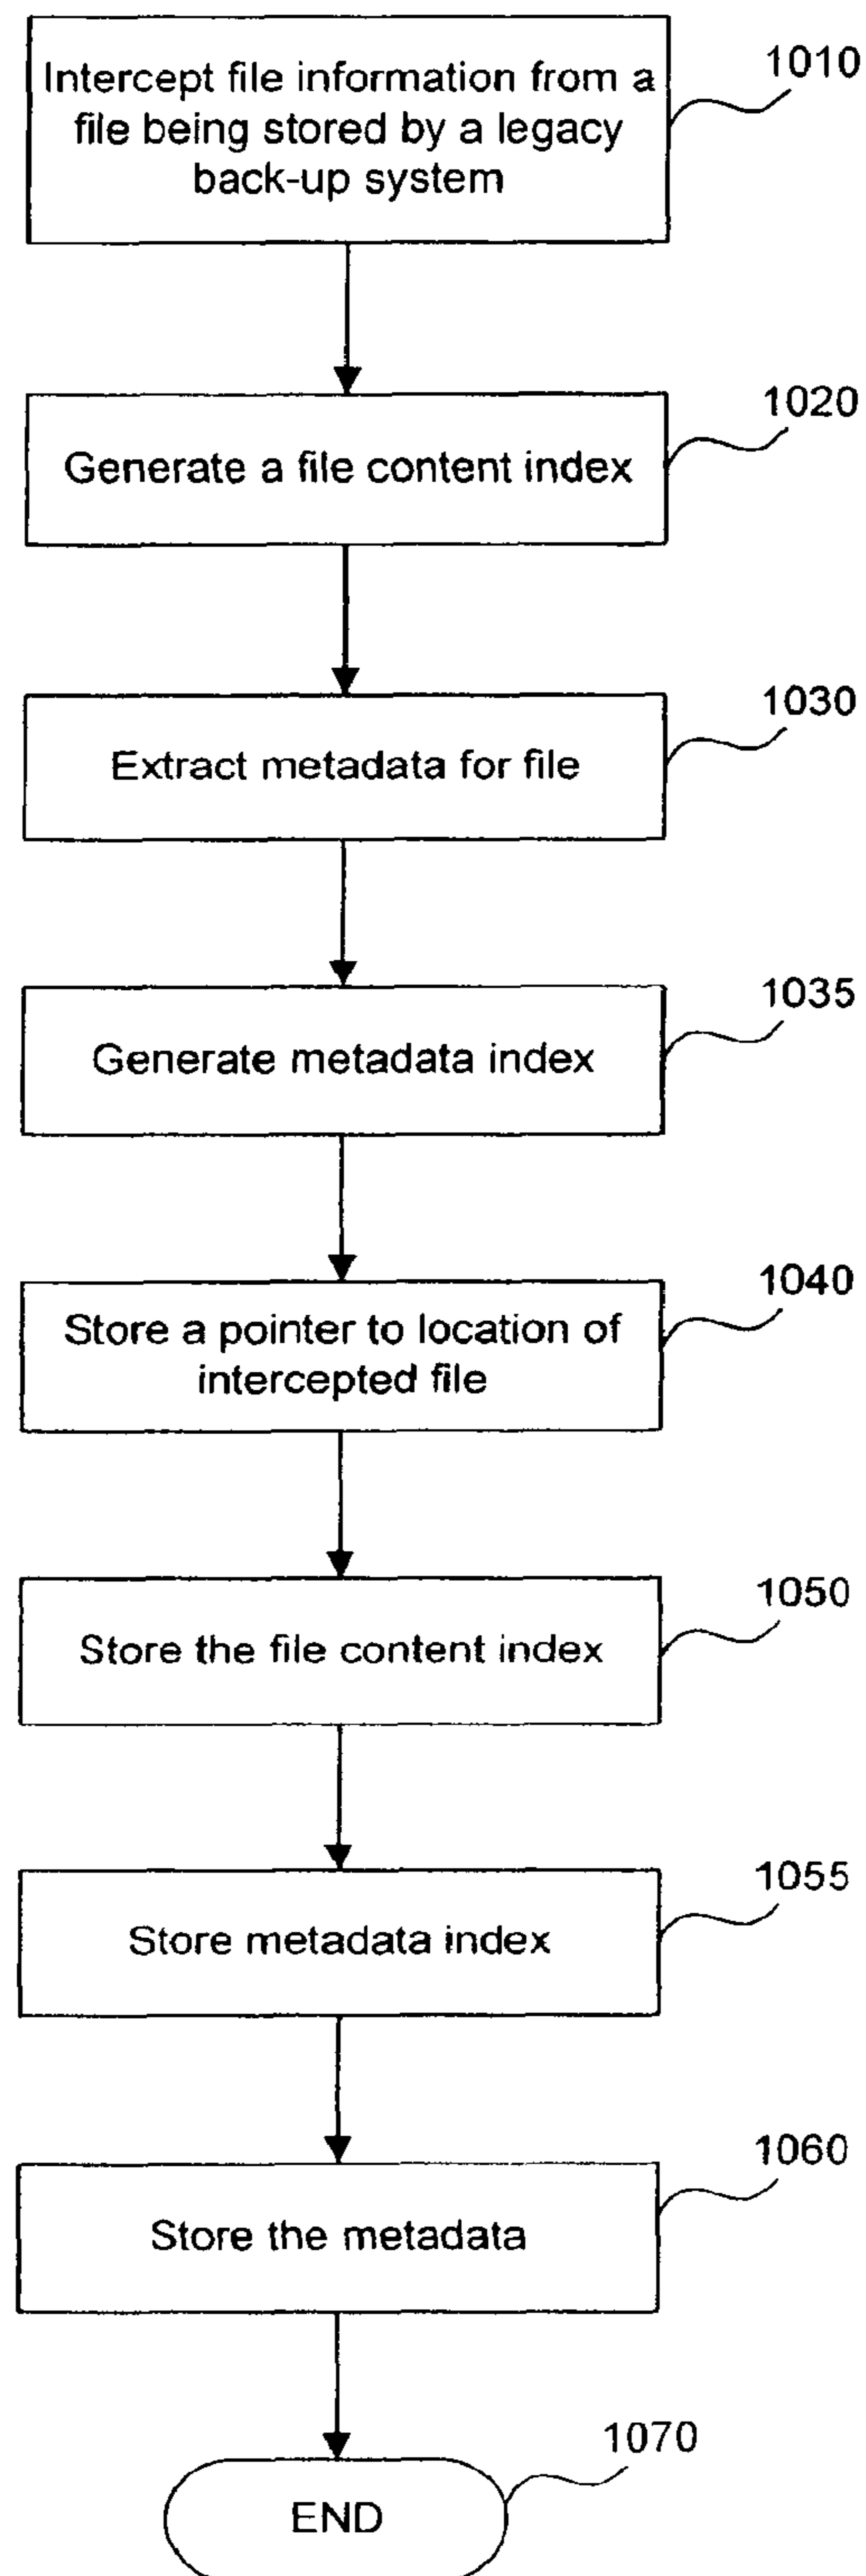 Intercept file information from a
file being stored by a legacy
back-up system
1010
Generate a file content index
1020
Extract metadata for file
1030
Generate metadata index
1035
Store a pointer to location of
intercepted file
1040
Store the file content index
1050
Store metadata index
1055
Store the metadata
1060
END
1070